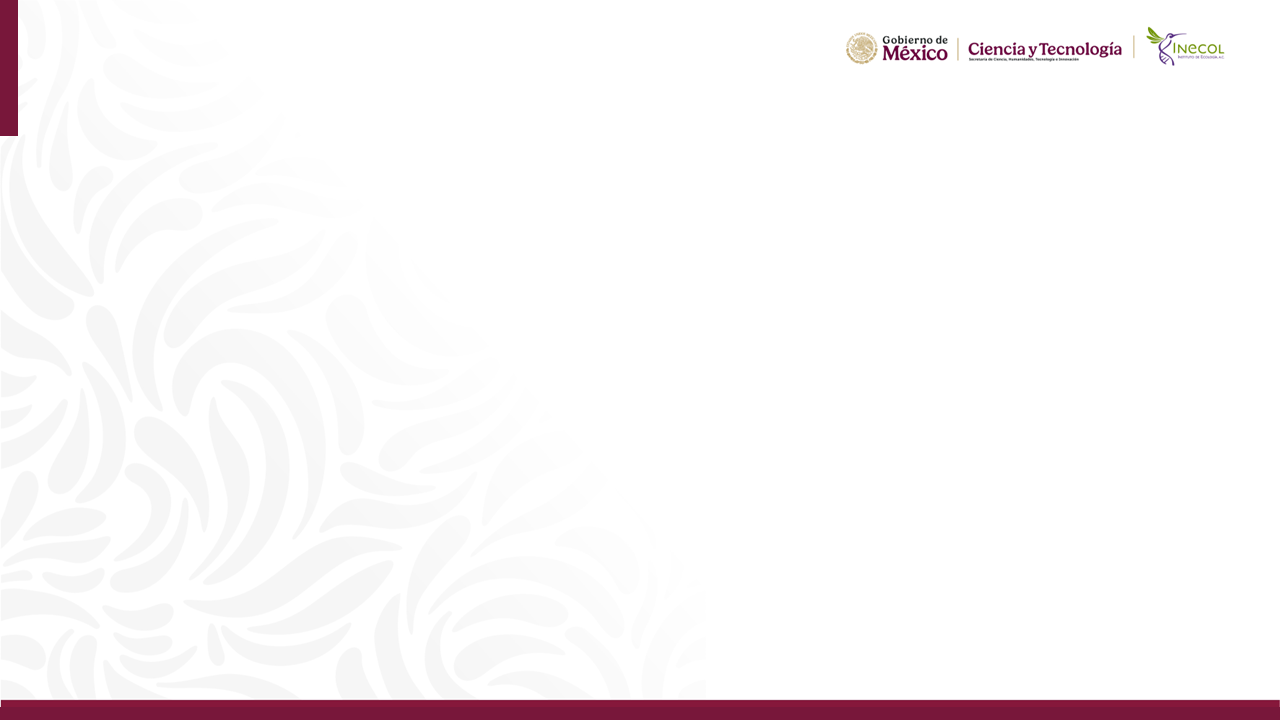 Gobierno de
México
Ciencia y Tecnología
Secretaría de Ciencia, Humanidades, Tecnología e Innovación
INECOL
INSTITUTO DE ECOLOGÍA, A.C.